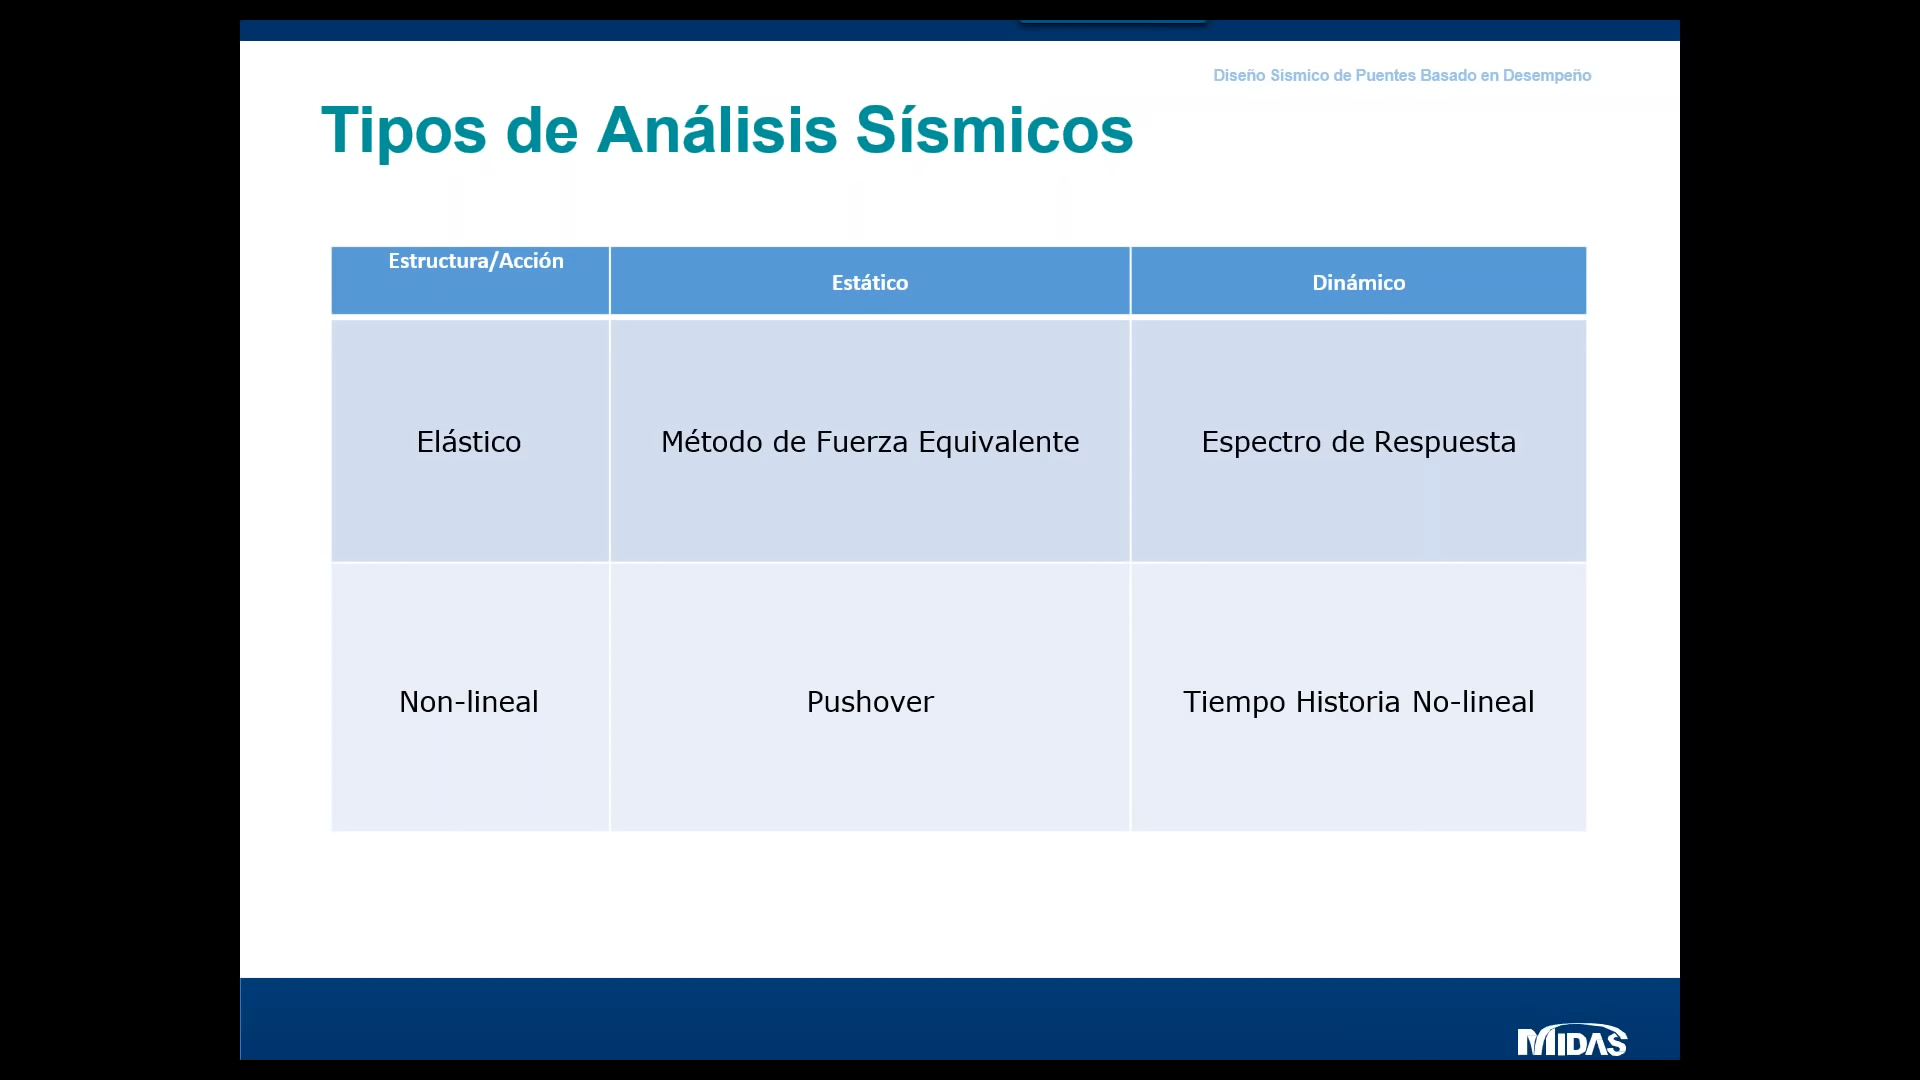 Diseño Sísmico de Puentes Basado en Desempeño
Tipos de Análisis Sísmicos
Estructura/Acción
Estático
Dinámico
Elástico
Método de Fuerza Equivalente
Espectro de Respuesta
Non-lineal
Pushover
Tiempo Historia No-lineal
MIDAS